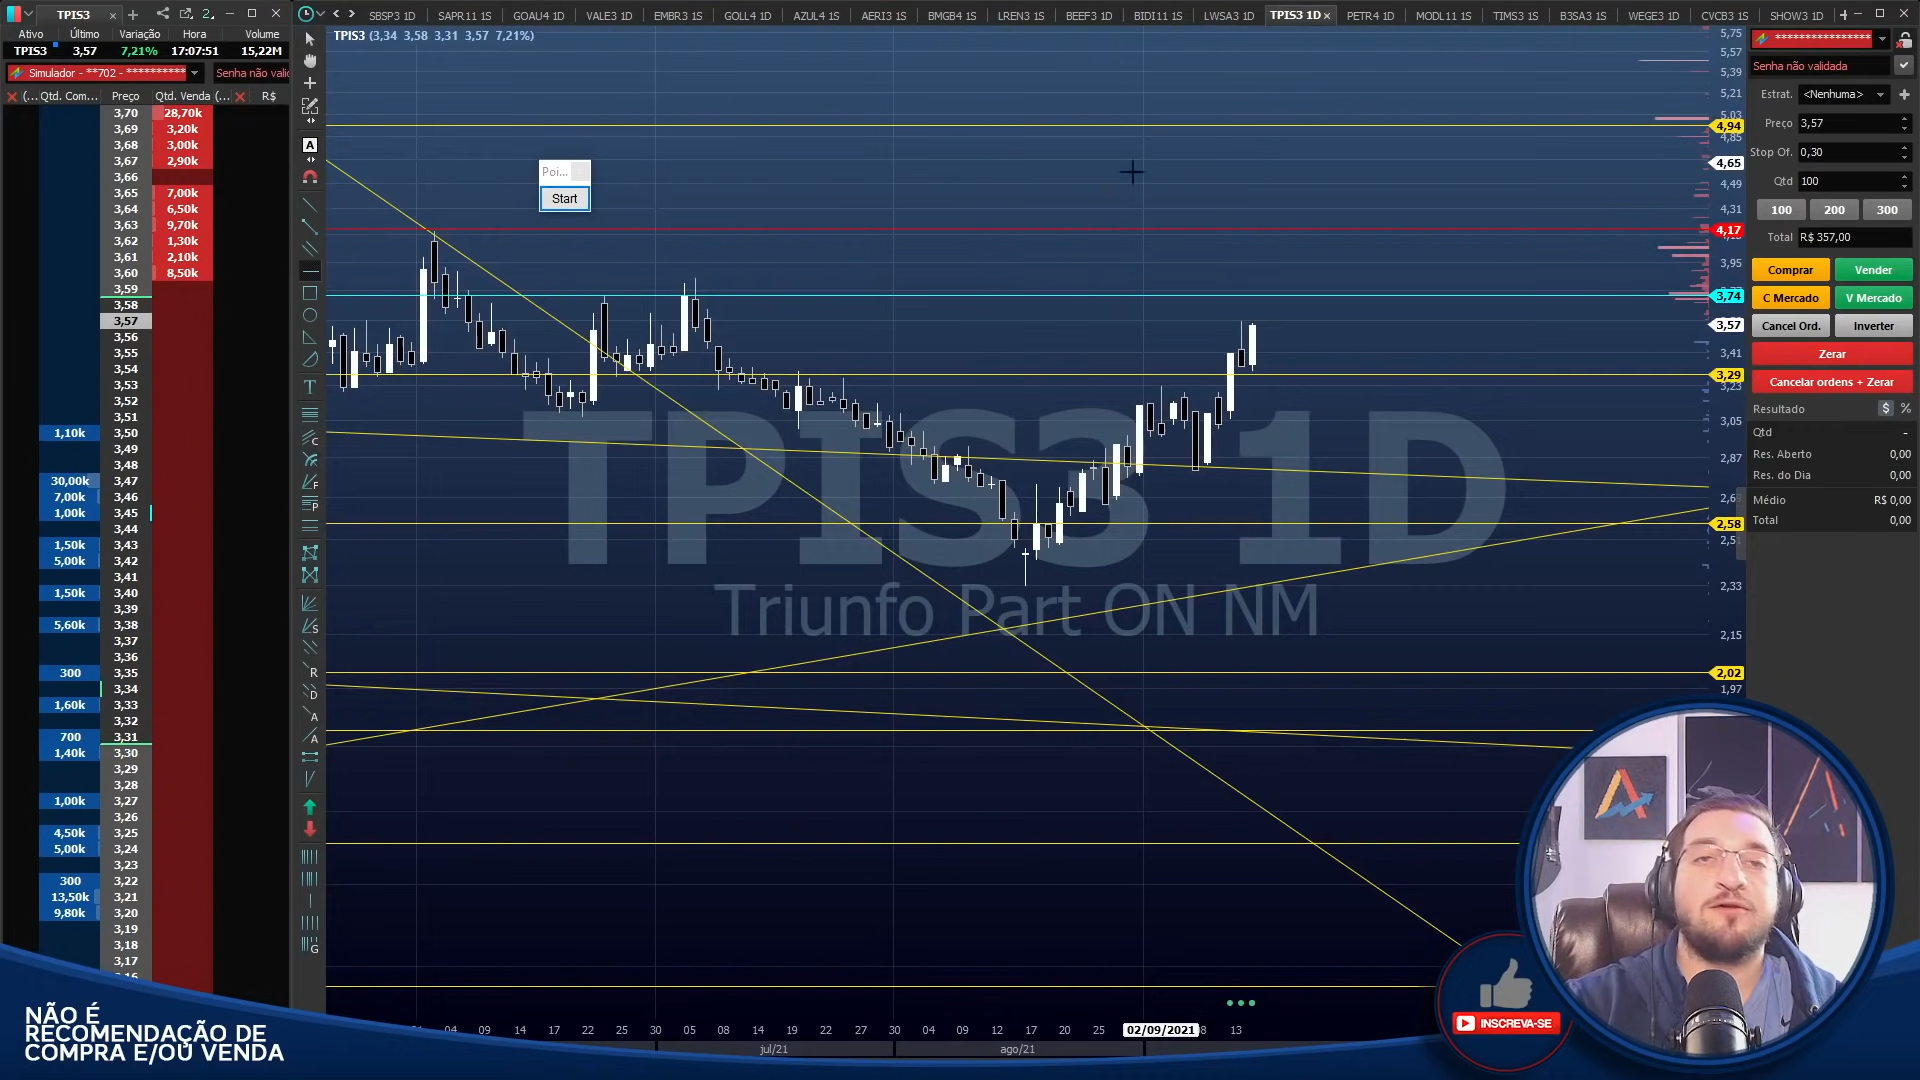 TPIS3
2
SBSP3 1D SAPR11 1S GOAU4 1D VALE3 1D EMBR3 1S GOLL4 1D AZUL4 1S AERI3 1S BMGB4 1S LREN3 1S BEEF3 1D BIDI11 1S LWSA3 1D TPIS3 1D PETR4 1D MODL11 1S TIMS3 1S B3SA3 1S WEGE3 1D CVCB3 1S SHOW3 1D
Ativo Último Variação Hora Volume
TPIS3 3,57 7,21% 17:07:51 15,22M
Simulador - **702 - ********** Senha não valid
(... Qtd. Com... Preço Qtd. Venda (... R$
3,70 28,70k
3,69 3,20k
3,68 3,00k
3,67 2,90k
3,66
3,65 7,00k
3,64 6,50k
3,63 9,70k
3,62 1,30k
3,61 2,10k
3,60 8,50k
3,59
3,58
3,57
3,56
3,55
3,54
3,53
3,52
3,51
1,10k 3,50
3,49
3,48
30,00k 3,47
7,00k 3,46
1,00k 3,45
3,44
1,50k 3,43
5,00k 3,42
3,41
1,50k 3,40
3,39
5,60k 3,38
3,37
3,36
300 3,35
3,34
1,60k 3,33
3,32
700 3,31
1,40k 3,30
3,29
3,28
1,00k 3,27
3,26
4,50k 3,25
5,00k 3,24
3,23
300 3,22
13,50k 3,21
9,80k 3,20
3,19
3,18
3,17
TPIS3 (3,34 3,58 3,31 3,57 7,21%)
Poi...
Start
TPIS3 1D
Triunfo Part ON NM
5,75
5,57
5,39
5,21
5,03
4,94
4,85
4,65
4,49
4,31
4,17
3,95
3,74
3,57
3,41
3,29
3,23
3,05
2,87
2,58
2,33
2,15
2,02
1,97
04 09 14 17 22 25 30 05 08 14 19 22 27 30 04 09 12 17 20 25 02/09/2021 8 13
jul/21 ago/21
Senha não validada
Estrat. <Nenhuma>
Preço 3,57
Stop Of. 0,30
Qtd 100
100 200 300
Total R$ 357,00
Comprar Vender
C Mercado V Mercado
Cancel Ord. Inverter
Zerar
Cancelar ordens + Zerar
Resultado $ %
Qtd -
Res. Aberto 0,00
Res. do Dia 0,00
Médio R$ 0,00
Total 0,00
NÃO É
RECOMENDAÇÃO DE
COMPRA E/OU VENDA
INSCREVA-SE